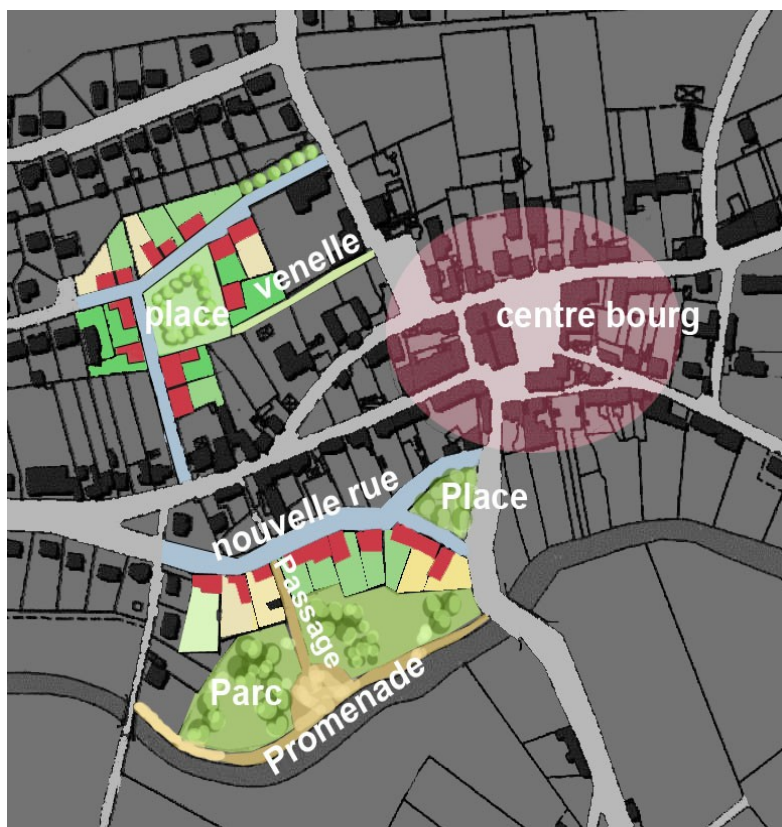 venelle
place
centre bourg
Place
nouvelle rue
Passage
Parc
Promenade